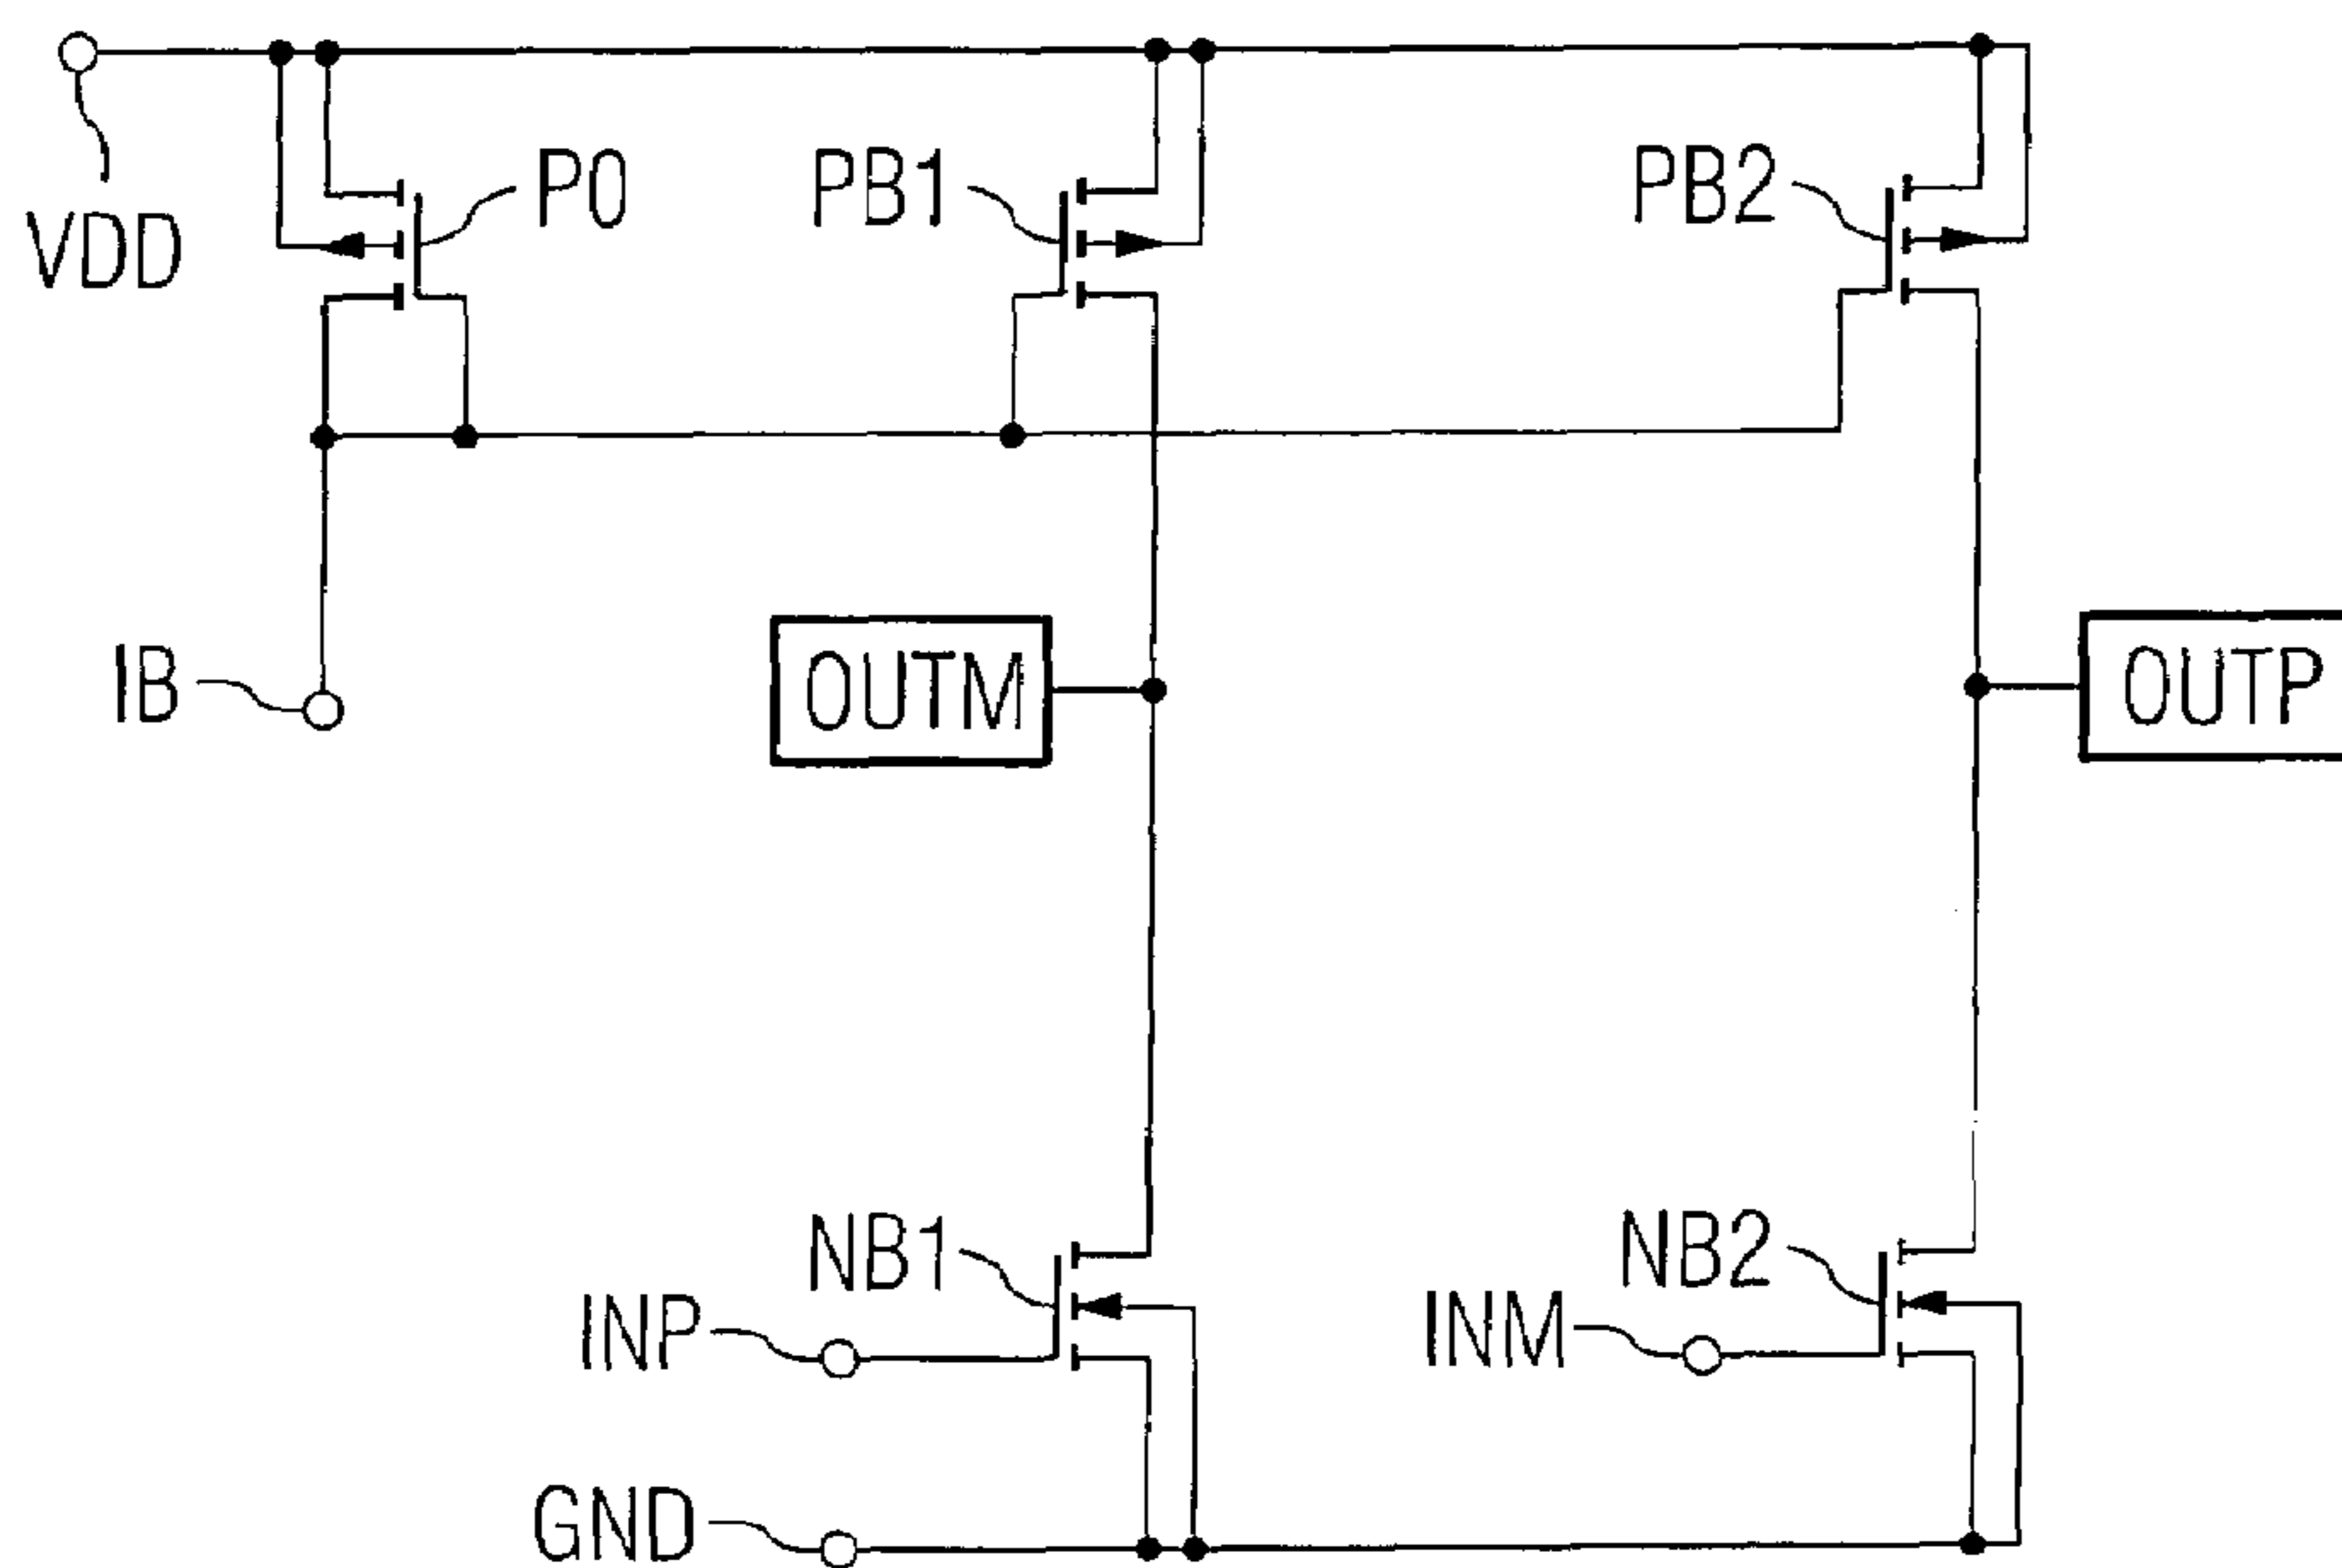 VDD
P0
PB1
PB2
IB
OUTM
OUTP
NB1
NB2
INP
INM
GND